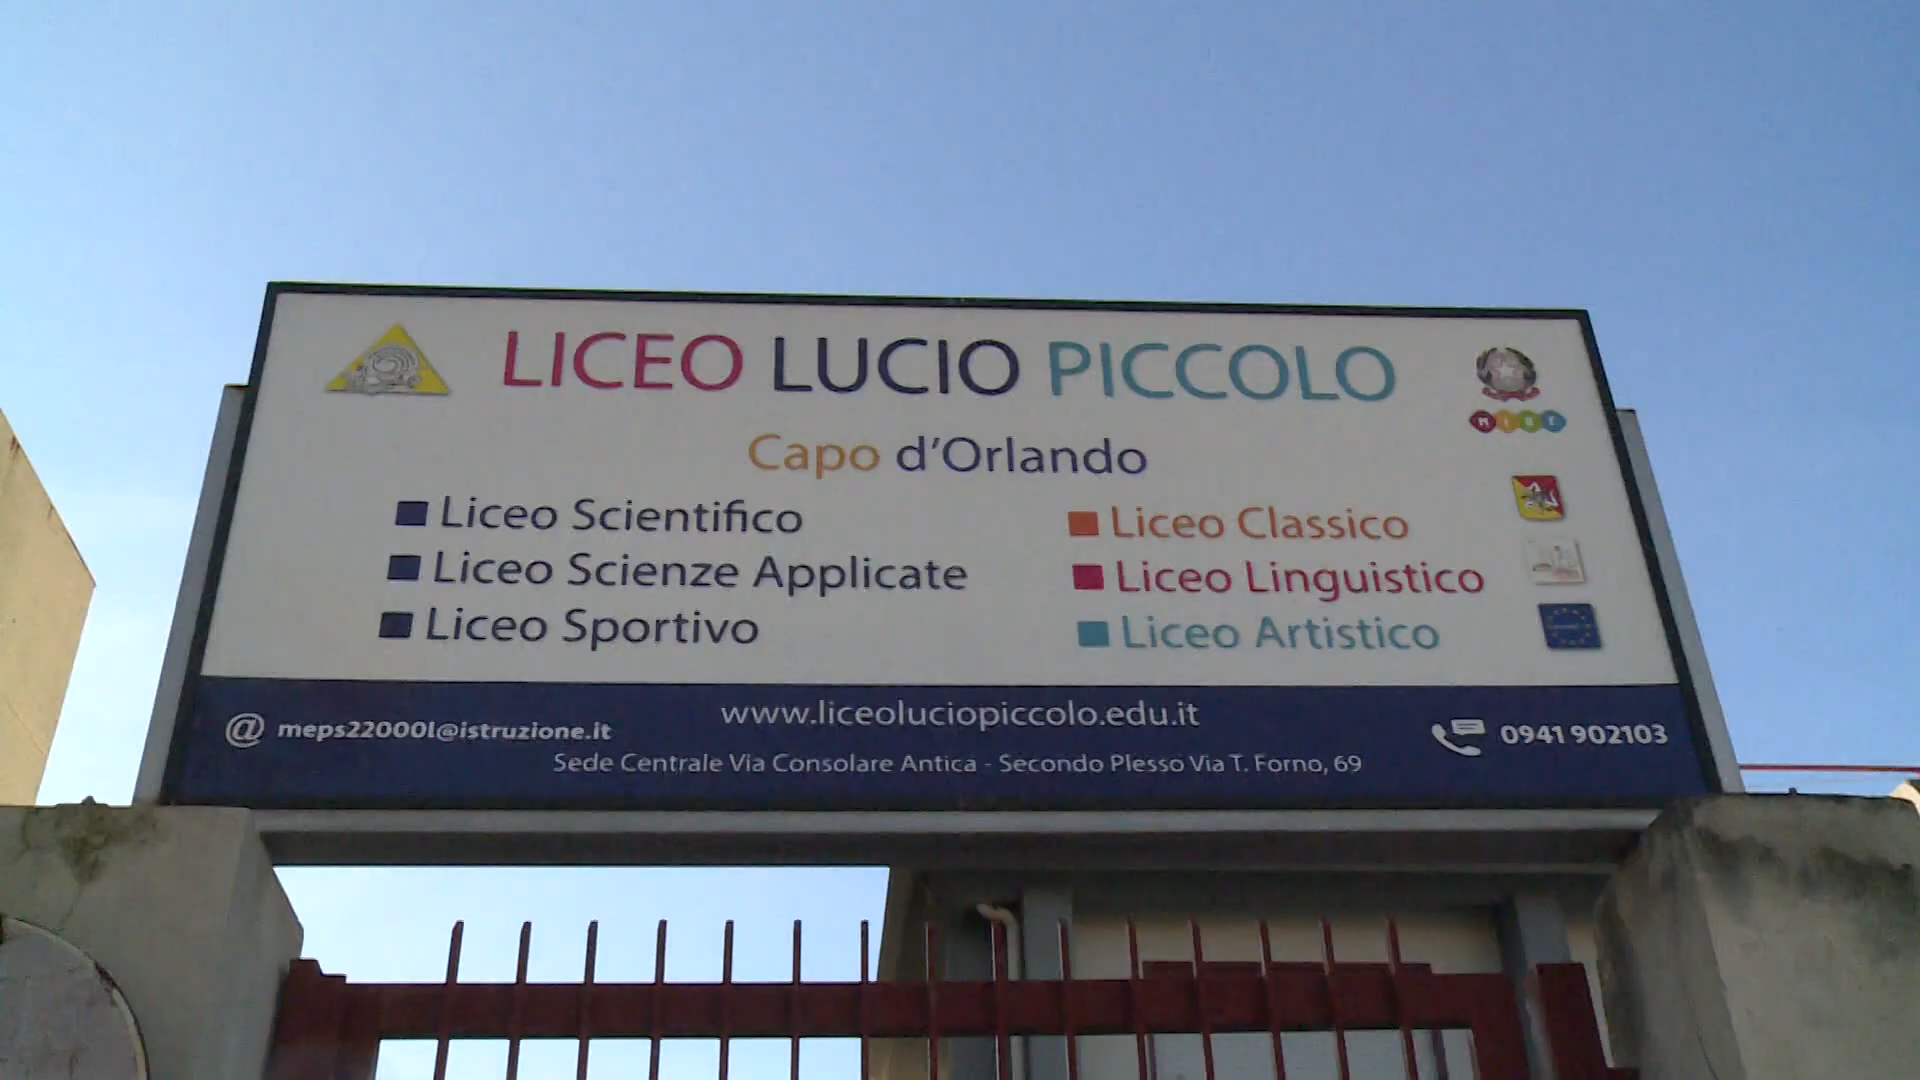 LICEO LUCIO PICCOLO
Capo d'Orlando
Liceo Scientifico
Liceo Scienze Applicate
Liceo Sportivo
Liceo Classico
Liceo Linguistico
Liceo Artistico
www.liceoluciopiccolo.edu.it
@ meps22000l@istruzione.it
0941 902103
Sede Centrale Via Consolare Antica - Secondo Plesso Via T. Forno, 69